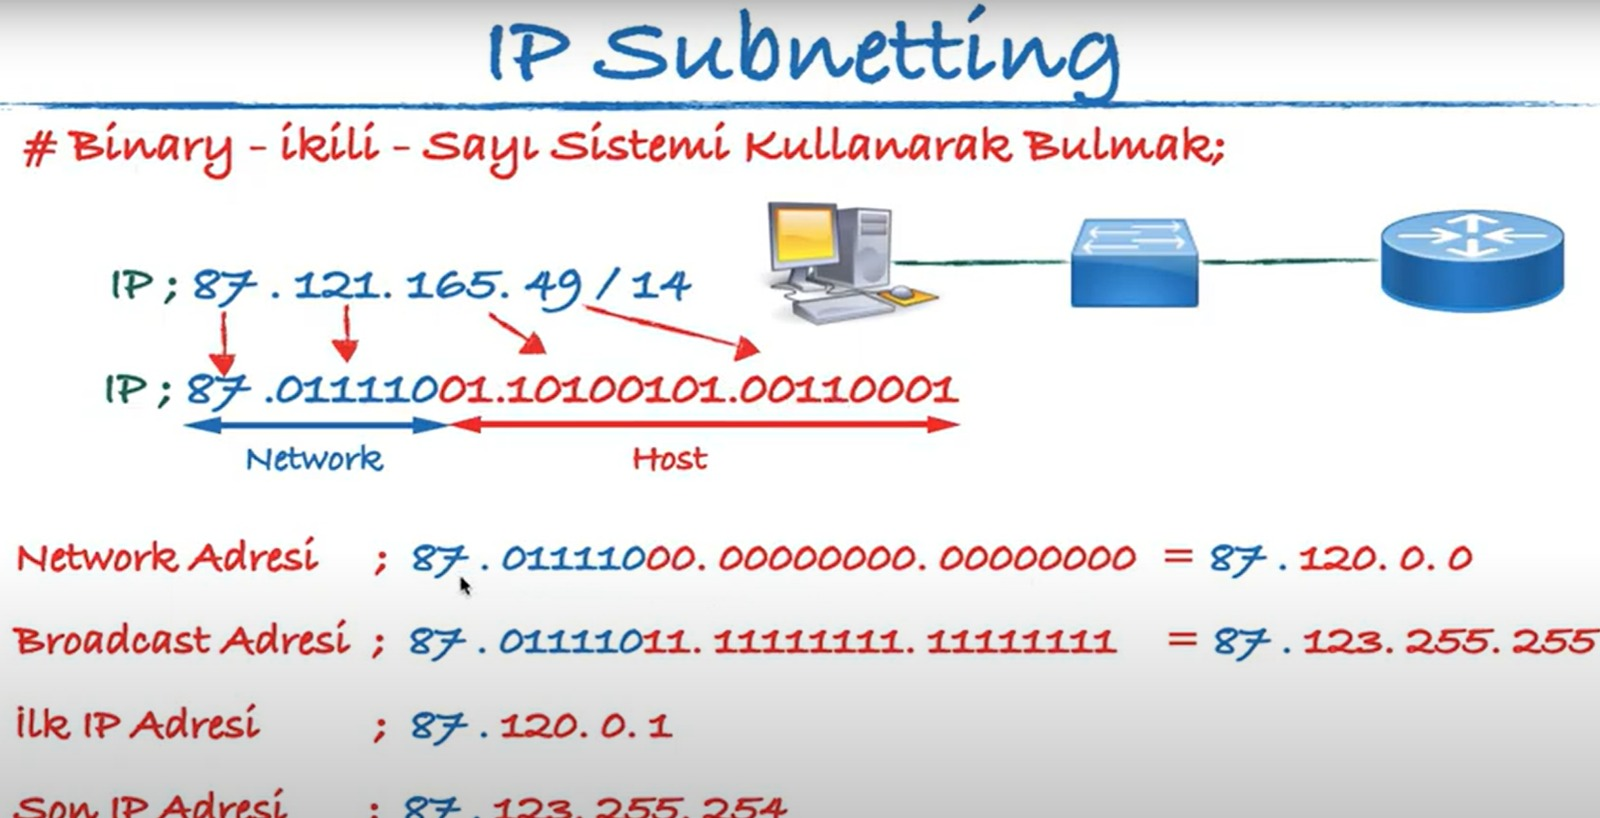 IP Subnetting
# Binary - ikili - Sayı Sistemi Kullanarak Bulmak;
IP ; 87 . 121. 165. 49 / 14
IP ; 87 .01111001.10100101.00110001
Network Host
Network Adresi ; 87 . 01111000. 00000000. 00000000 = 87 . 120. 0. 0
Broadcast Adresi ; 87 . 01111011. 11111111. 11111111 = 87 . 123. 255. 255
İlk IP Adresi ; 87 . 120. 0. 1
Son IP Adresi ; 87 . 123. 255. 254